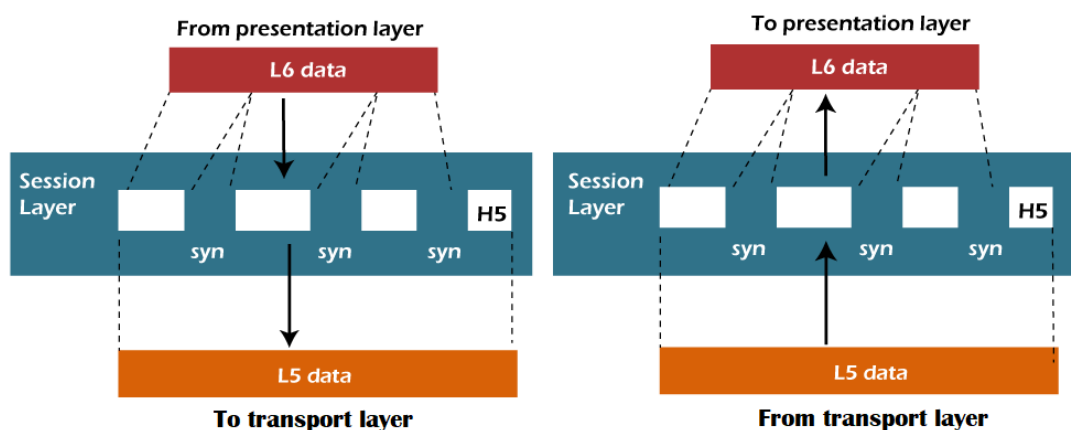 From presentation layer
L6 data
Session
Layer
H5
syn
syn
syn
L5 data
To transport layer
To presentation layer
L6 data
Session
Layer
H5
syn
syn
syn
L5 data
From transport layer